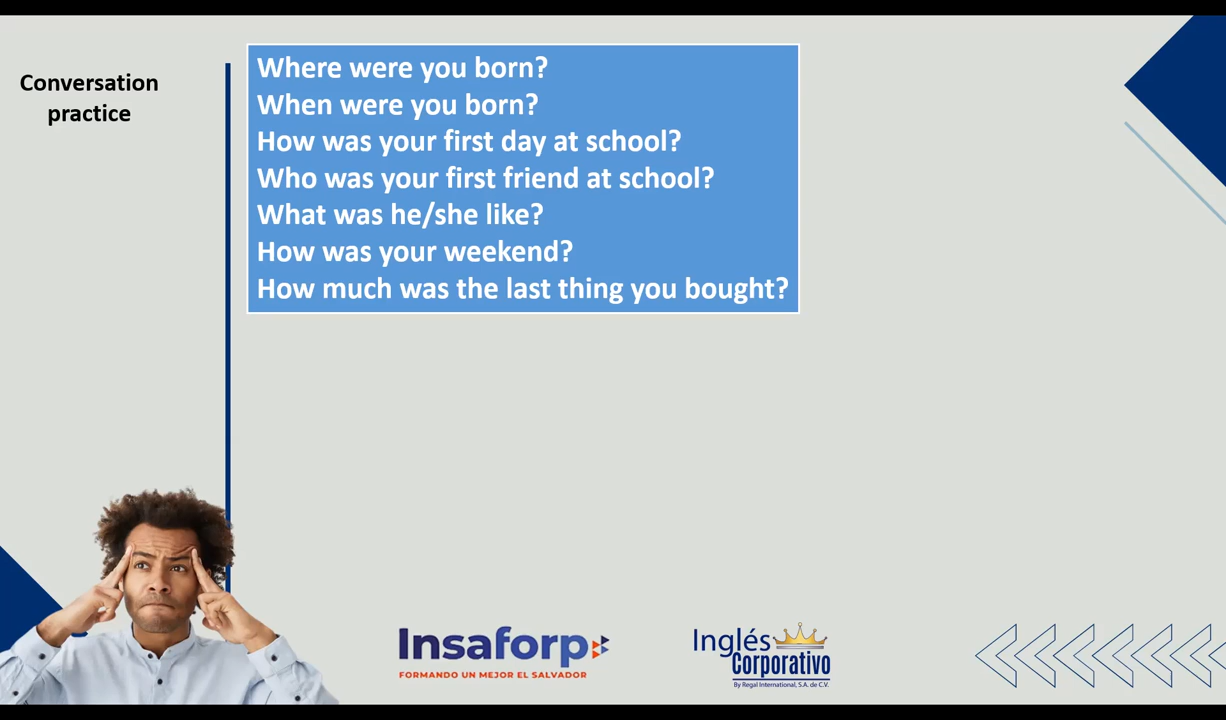 Conversation
practice
Where were you born?
When were you born?
How was your first day at school?
Who was your first friend at school?
What was he/she like?
How was your weekend?
How much was the last thing you bought?
Insaforp
FORMANDO UN MEJOR EL SALVADOR
Inglés
Corporativo
By Regal International, S.A. de C.V.